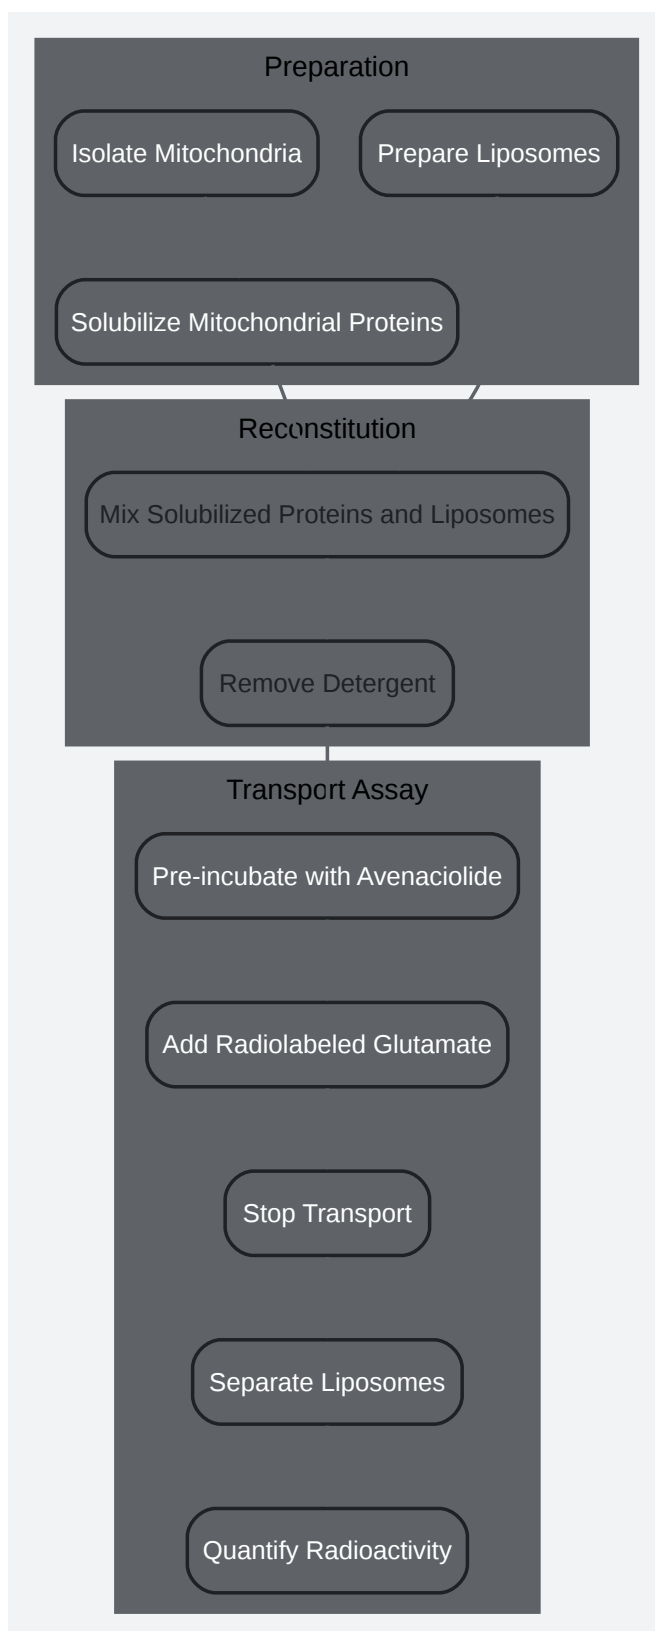 Preparation
Isolate Mitochondria
Prepare Liposomes
Solubilize Mitochondrial Proteins
Reconstitution
Mix Solubilized Proteins and Liposomes
Remove Detergent
Transport Assay
Pre-incubate with Avenaciolide
Add Radiolabeled Glutamate
Stop Transport
Separate Liposomes
Quantify Radioactivity